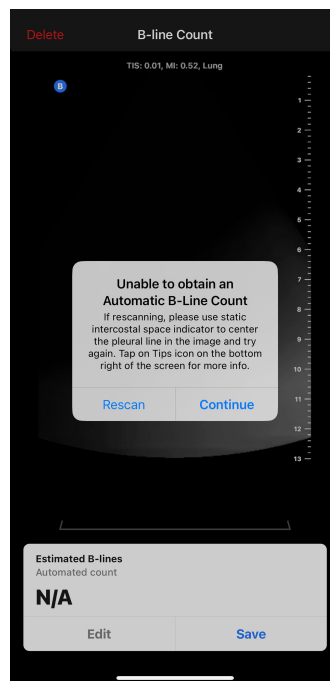 Delete
B-line Count
TIS: 0.01, MI: 0.52, Lung
B
1
2
3
4
5
6
7
8
9
10
11
12
13
Unable to obtain an
Automatic B-Line Count
If rescanning, please use static
intercostal space indicator to center
the pleural line in the image and try
again. Tap on Tips icon on the bottom
right of the screen for more info.
Rescan
Continue
Estimated B-lines
Automated count
N/A
Edit
Save